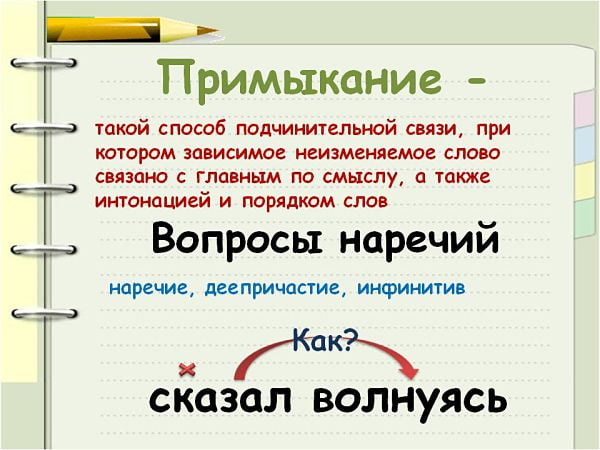 Примыкание -
такой способ подчинительной связи, при
котором зависимое неизменяемое слово
связано с главным по смыслу, а также
интонацией и порядком слов
Вопросы наречий
наречие, деепричастие, инфинитив
Как?
сказал волнуясь